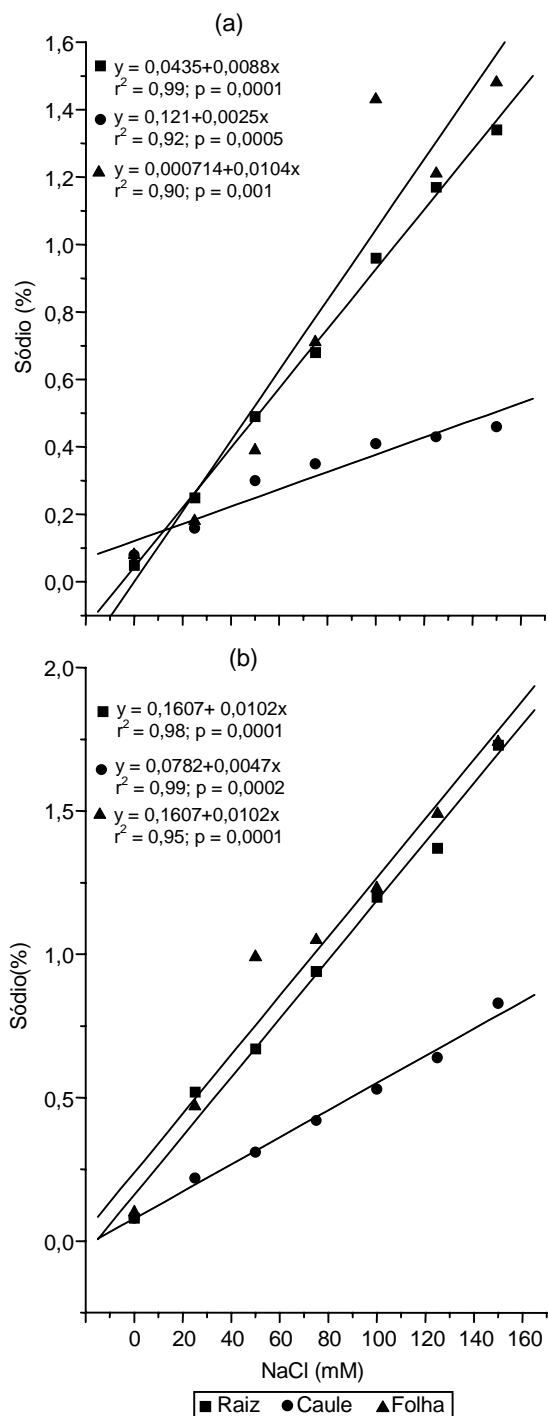 (a)
1,6
1,4
1,2
1,0
0,8
0,6
0,4
0,2
0,0
Sódio (%)
y = 0,0435+0,0088x
r² = 0,99; p = 0,0001
y = 0,121+0,0025x
r² = 0,92; p = 0,0005
y = 0,000714+0,0104x
r² = 0,90; p = 0,001
(b)
2,0
1,5
1,0
0,5
0,0
Sódio(%)
y = 0,1607+ 0,0102x
r² = 0,98; p = 0,0001
y = 0,0782+0,0047x
r² = 0,99; p = 0,0002
y = 0,1607+0,0102x
r² = 0,95; p = 0,0001
0 20 40 60 80 100 120 140 160
NaCl (mM)
Raiz Caule Folha